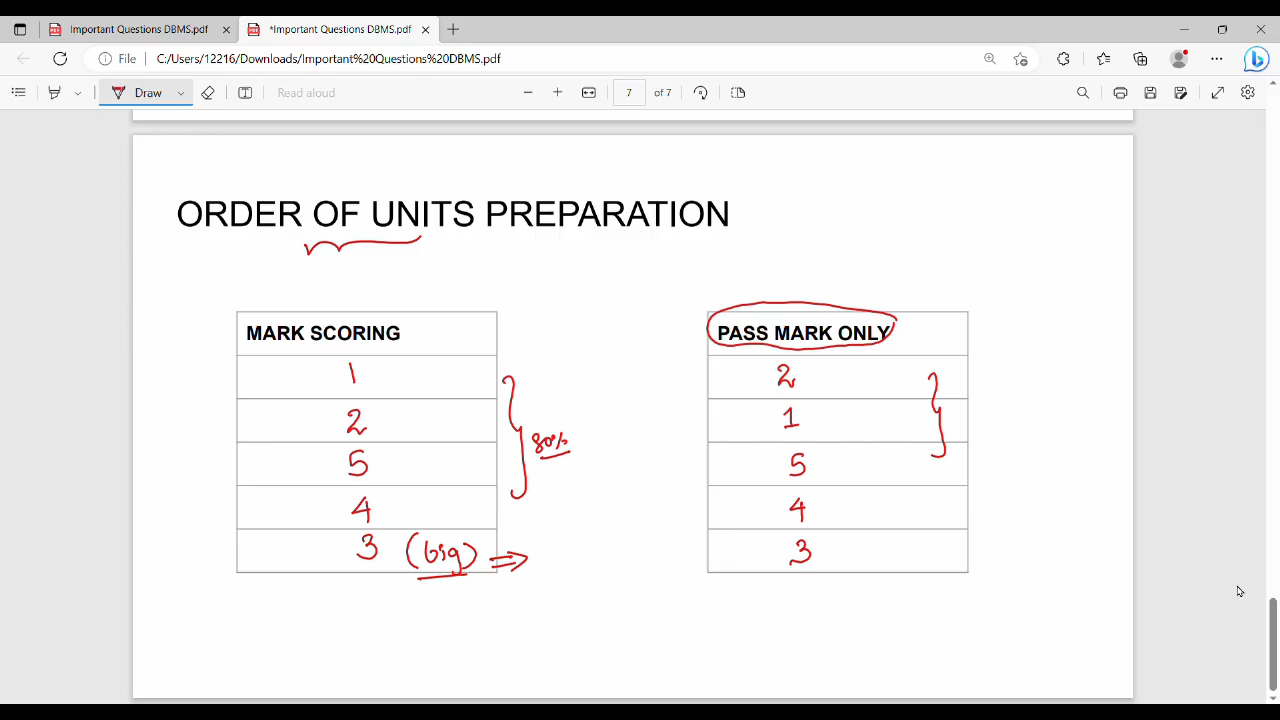 Important Questions DBMS.pdf
*Important Questions DBMS.pdf
File C:/Users/12216/Downloads/Important%20Questions%20DBMS.pdf
Draw
Read aloud
7 of 7
ORDER OF UNITS PREPARATION
MARK SCORING
1
2
5
4
3 (big) ⇒
80%
PASS MARK ONLY
2
1
5
4
3